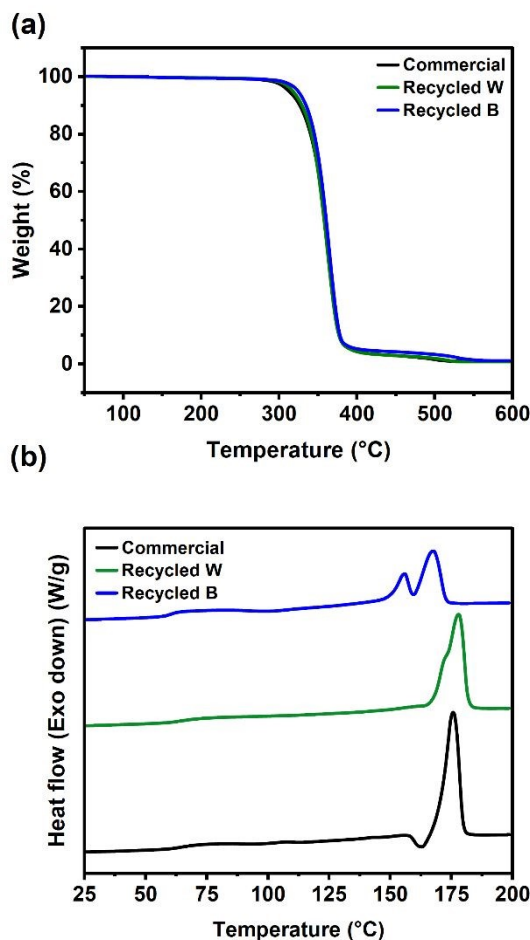 (a)
100
80
60
40
20
0
Weight (%)
Commercial
Recycled W
Recycled B
100 200 300 400 500 600
Temperature (°C)
(b)
Commercial
Recycled W
Recycled B
Heat flow (Exo down) (W/g)
25 50 75 100 125 150 175 200
Temperature (°C)